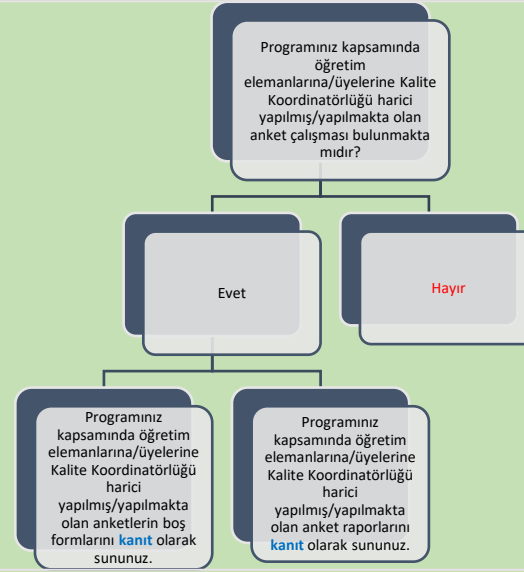 Programınız kapsamında
öğretim
elemanlarına/üyelerine Kalite
Koordinatörlüğü harici
yapılmış/yapılmakta olan
anket çalışması bulunmakta
mıdır?
Evet
Hayır
Programınız
kapsamında öğretim
elemanlarına/üyelerine
Kalite Koordinatörlüğü
harici
yapılmış/yapılmakta
olan anketlerin boş
formlarını kanıt olarak
sununuz.
Programınız
kapsamında öğretim
elemanlarına/üyelerine
Kalite Koordinatörlüğü
harici
yapılmış/yapılmakta
olan anket raporlarını
kanıt olarak sununuz.